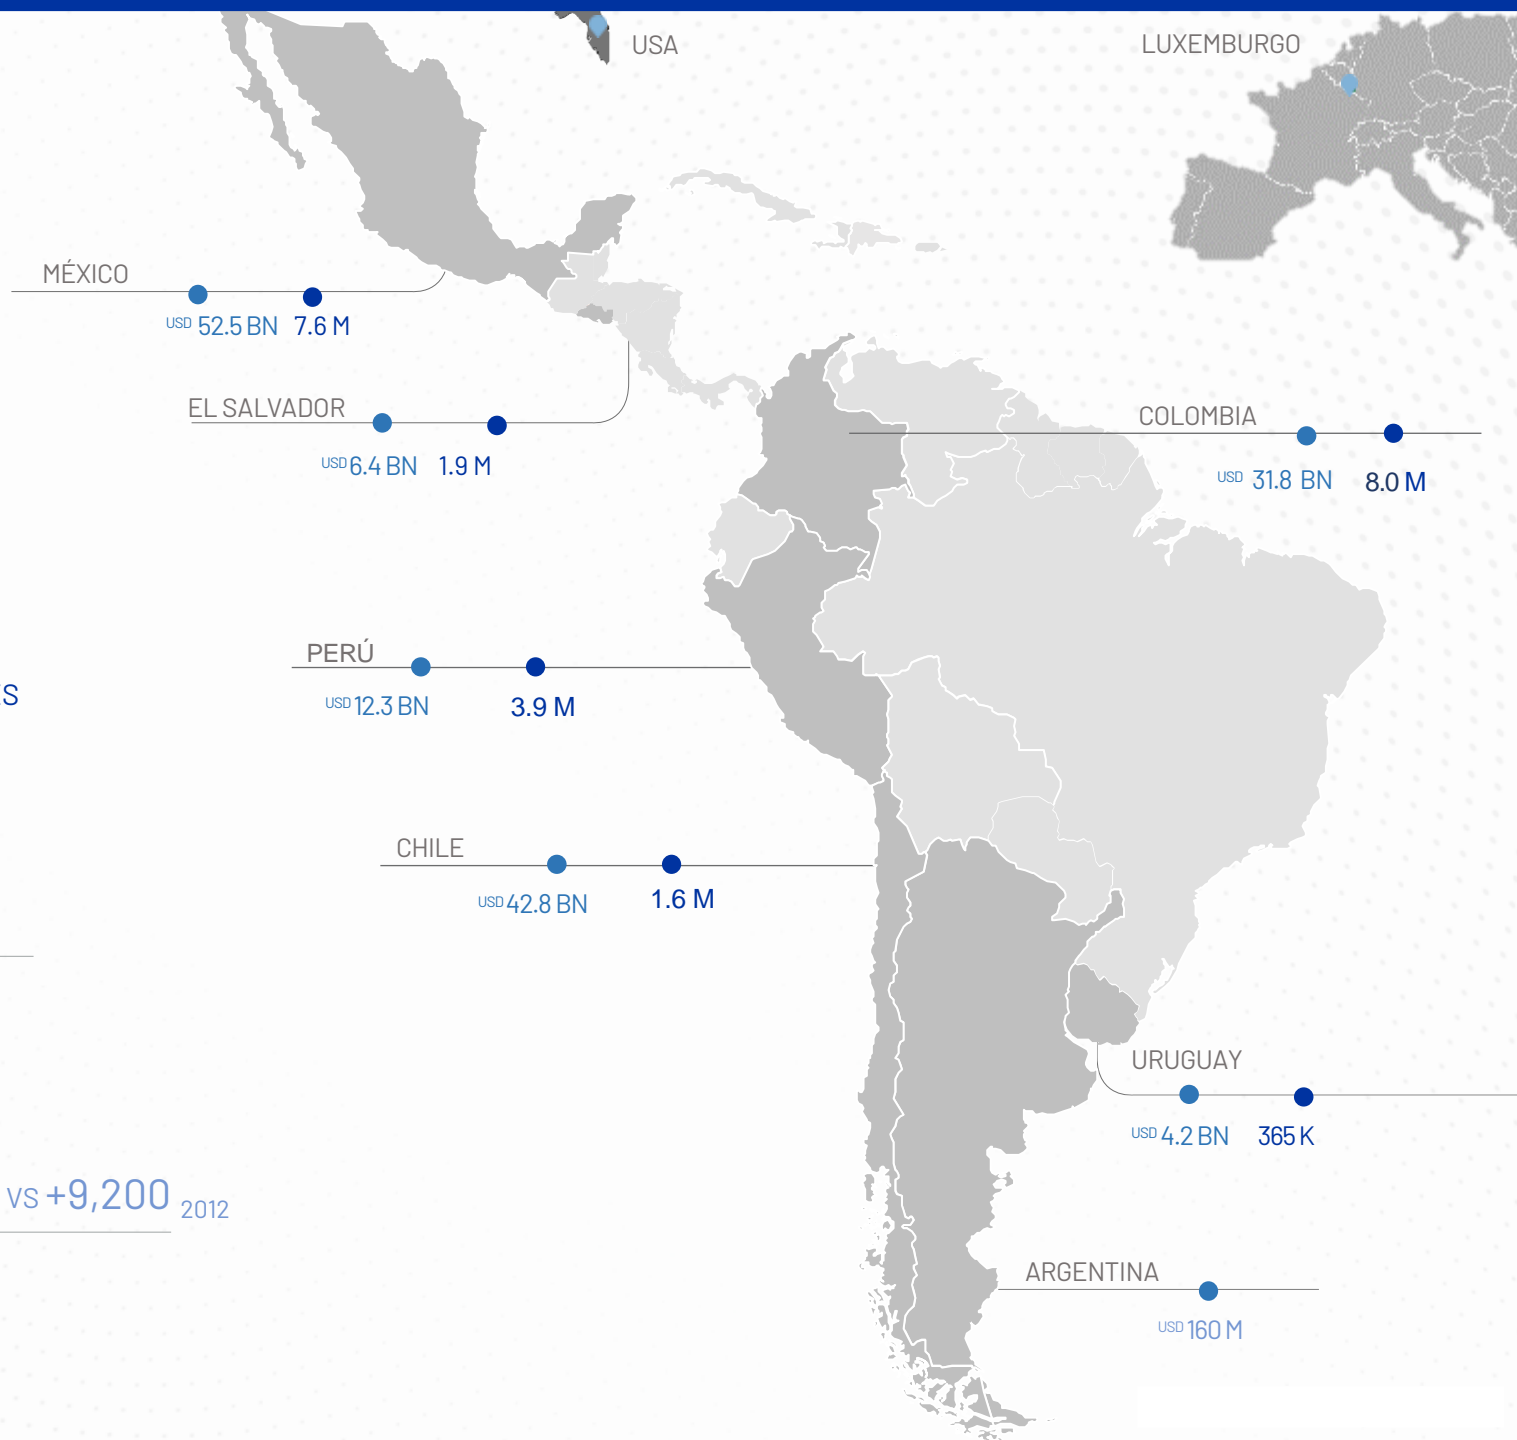 USA
LUXEMBURGO
MÉXICO
USD 52.5 BN 7.6 M
EL SALVADOR
USD 6.4 BN 1.9 M
COLOMBIA
USD 31.8 BN 8.0 M
PERÚ
USD 12.3 BN 3.9 M
ES
CHILE
USD 42.8 BN 1.6 M
URUGUAY
USD 4.2 BN 365 K
VS +9,200 2012
ARGENTINA
USD 160 M